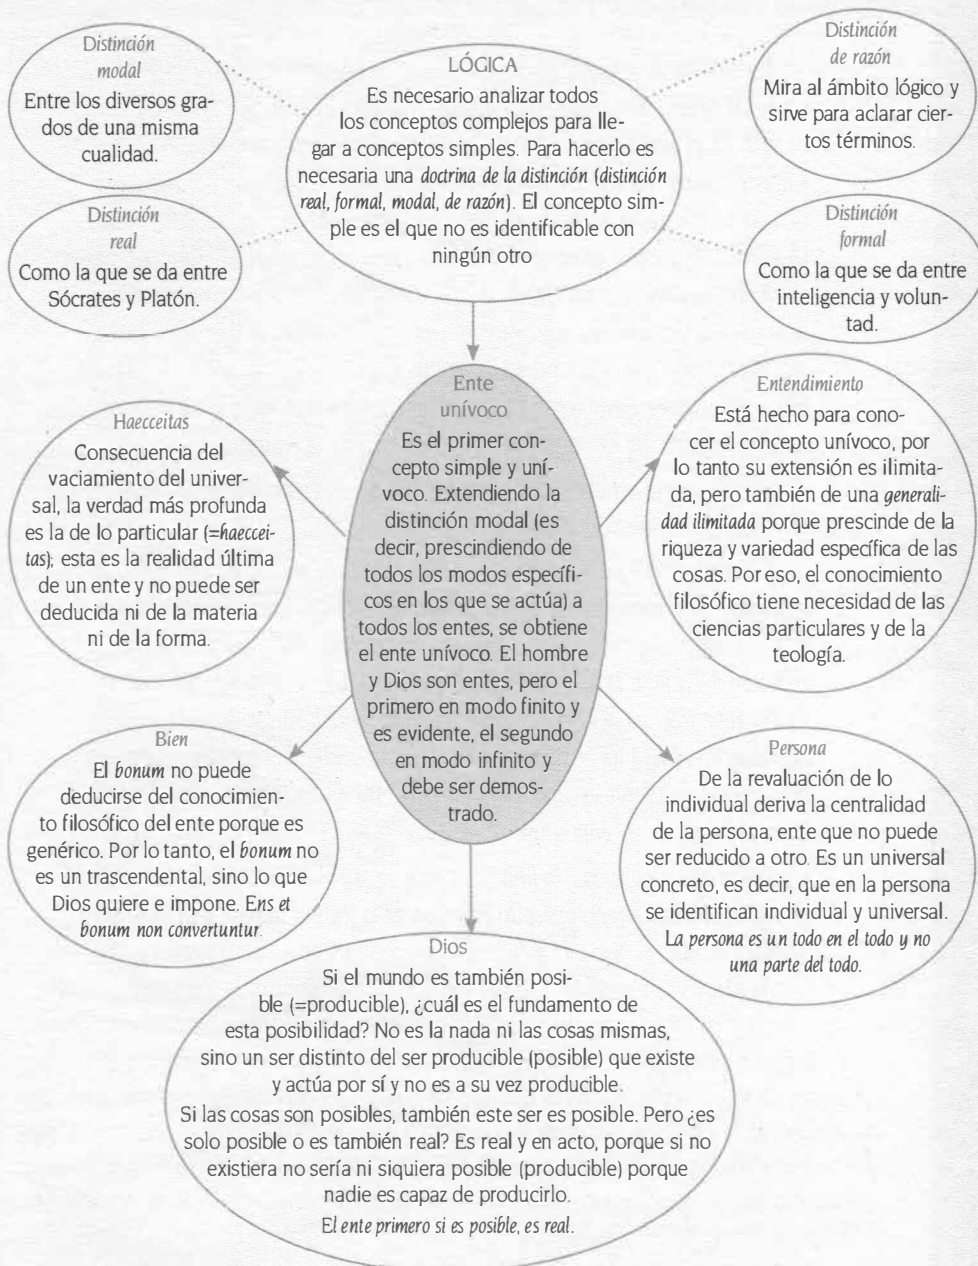 Distinción
modal
Entre los diversos gra-
dos de una misma
cualidad.
LÓGICA
Es necesario analizar todos
los conceptos complejos para lle-
gar a conceptos simples. Para hacerlo es
necesaria una doctrina de la distinción (distinción
real, formal, modal, de razón). El concepto sim-
ple es el que no es identificable con
ningún otro
Distinción
de razón
Mira al ámbito lógico y
sirve para aclarar cier-
tos términos.
Distinción
real
Como la que se da entre
Sócrates y Platón.
Distinción
formal
Como la que se da entre
inteligencia y volun-
tad.
Haecceitas
Consecuencia del
vaciamiento del univer-
sal, la verdad más profunda
es la de lo particular (=haeccei-
tas); esta es la realidad última
de un ente y no puede ser
deducida ni de la materia
ni de la forma.
Ente
unívoco
Es el primer con-
cepto simple y uní-
voco. Extendiendo la
distinción modal (es
decir, prescindiendo de
todos los modos específi-
cos en los que se actúa) a
todos los entes, se obtiene
el ente unívoco. El hombre
y Dios son entes, pero el
primero en modo finito y
es evidente, el segundo
en modo infinito y
debe ser demos-
trado.
Entendimiento
Está hecho para cono-
cer el concepto unívoco, por
lo tanto su extensión es ilimita-
da, pero también de una generali-
dad ilimitada porque prescinde de la
riqueza y variedad específica de las
cosas. Por eso, el conocimiento
filosófico tiene necesidad de las
ciencias particulares y de la
teología.
Bien
El bonum no puede
deducirse del conocimien-
to filosófico del ente porque es
genérico. Por lo tanto, el bonum no
es un trascendental, sino lo que
Dios quiere e impone. Ens et
bonum non convertuntur.
Persona
De la revaluación de lo
individual deriva la centralidad
de la persona, ente que no puede
ser reducido a otro. Es un universal
concreto, es decir, que en la persona
se identifican individual y universal.
La persona es un todo en el todo y no
una parte del todo.
Dios
Si el mundo es también posi-
ble (=producible), ¿cuál es el fundamento de
esta posibilidad? No es la nada ni las cosas mismas,
sino un ser distinto del ser producible (posible) que existe
y actúa por sí y no es a su vez producible.
Si las cosas son posibles, también este ser es posible. Pero ¿es
solo posible o es también real? Es real y en acto, porque si no
existiera no sería ni siquiera posible (producible) porque
nadie es capaz de producirlo.
El ente primero si es posible, es real.